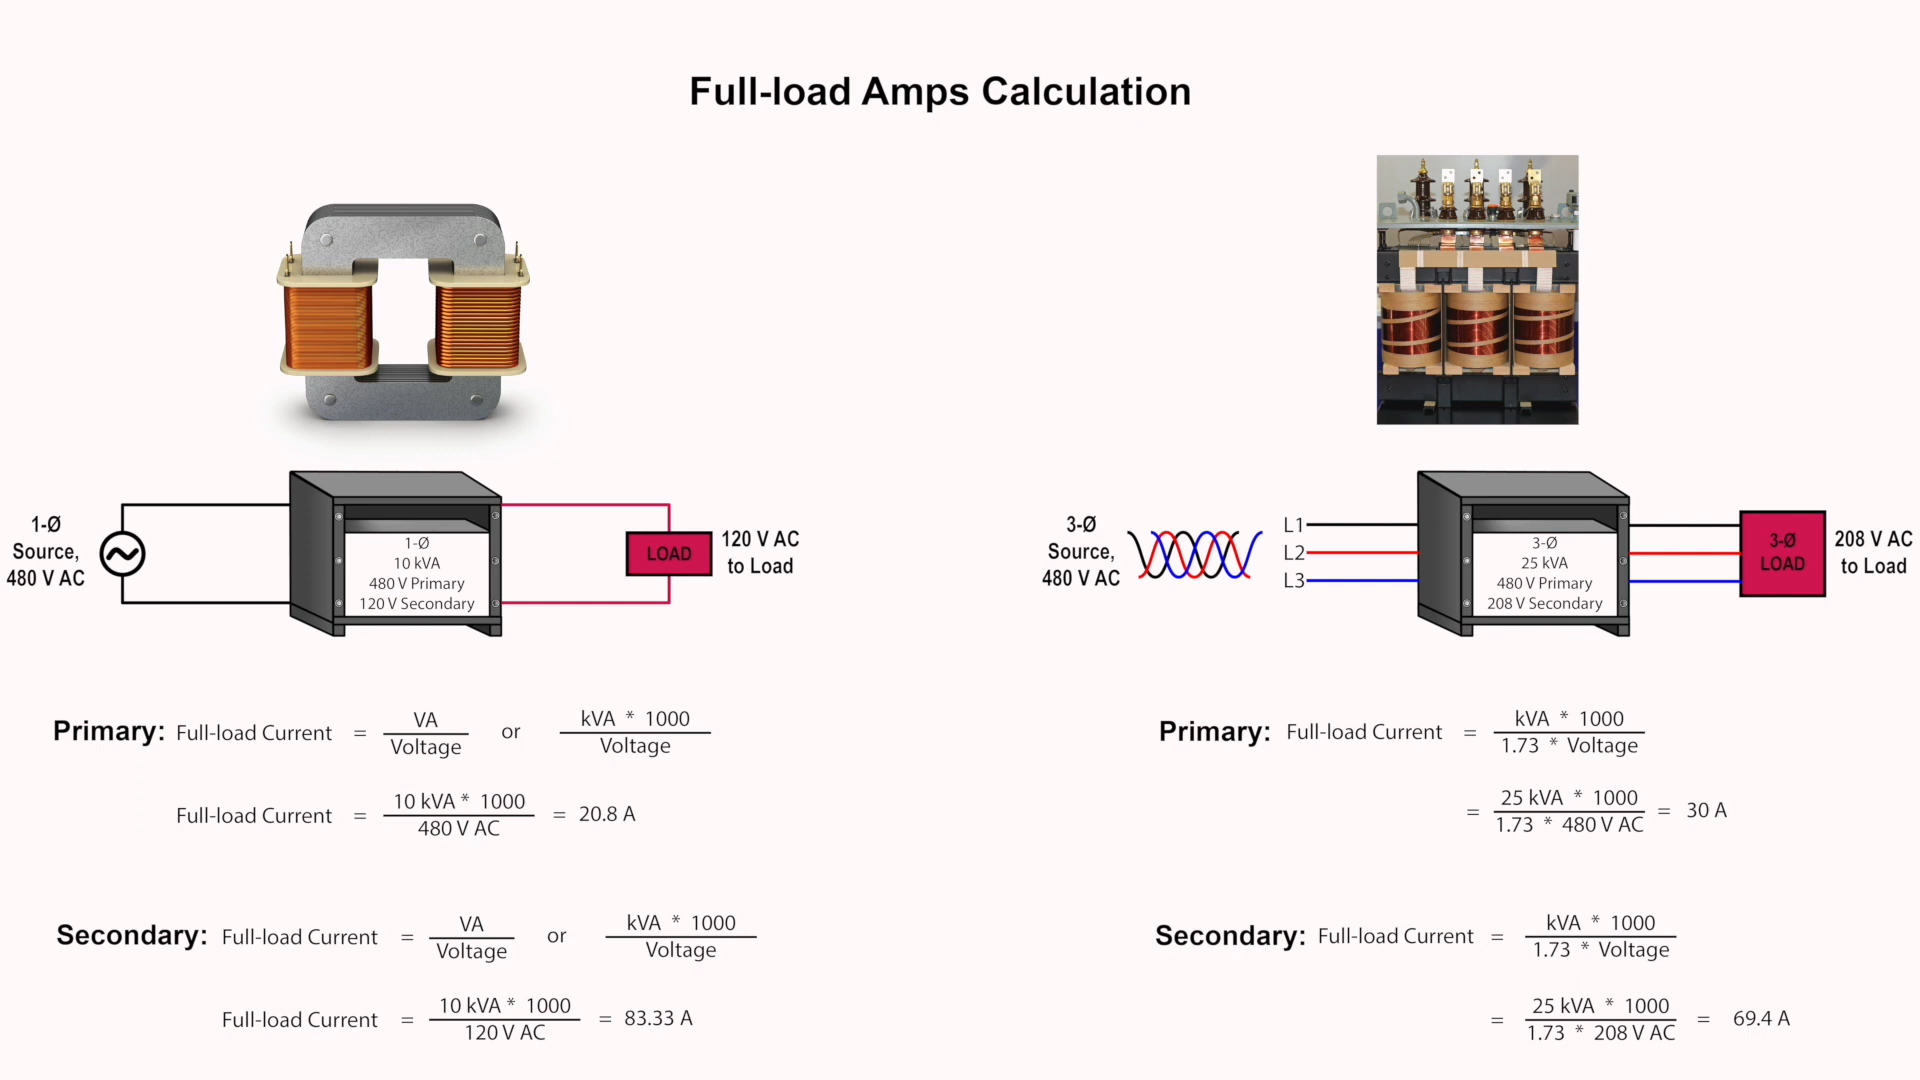 Full-load Amps Calculation
1-Ø
Source,
480 V AC
1-Ø
10 kVA
480 V Primary
120 V Secondary
LOAD
120 V AC
to Load
3-Ø
Source,
480 V AC
L1
L2
L3
3-Ø
25 kVA
480 V Primary
208 V Secondary
3-Ø
LOAD
208 V AC
to Load
Primary: Full-load Current = VA / Voltage or kVA * 1000 / Voltage
Full-load Current = 10 kVA * 1000 / 480 V AC = 20.8 A
Secondary: Full-load Current = VA / Voltage or kVA * 1000 / Voltage
Full-load Current = 10 kVA * 1000 / 120 V AC = 83.33 A
Primary: Full-load Current = kVA * 1000 / 1.73 * Voltage
= 25 kVA * 1000 / 1.73 * 480 V AC = 30 A
Secondary: Full-load Current = kVA * 1000 / 1.73 * Voltage
= 25 kVA * 1000 / 1.73 * 208 V AC = 69.4 A